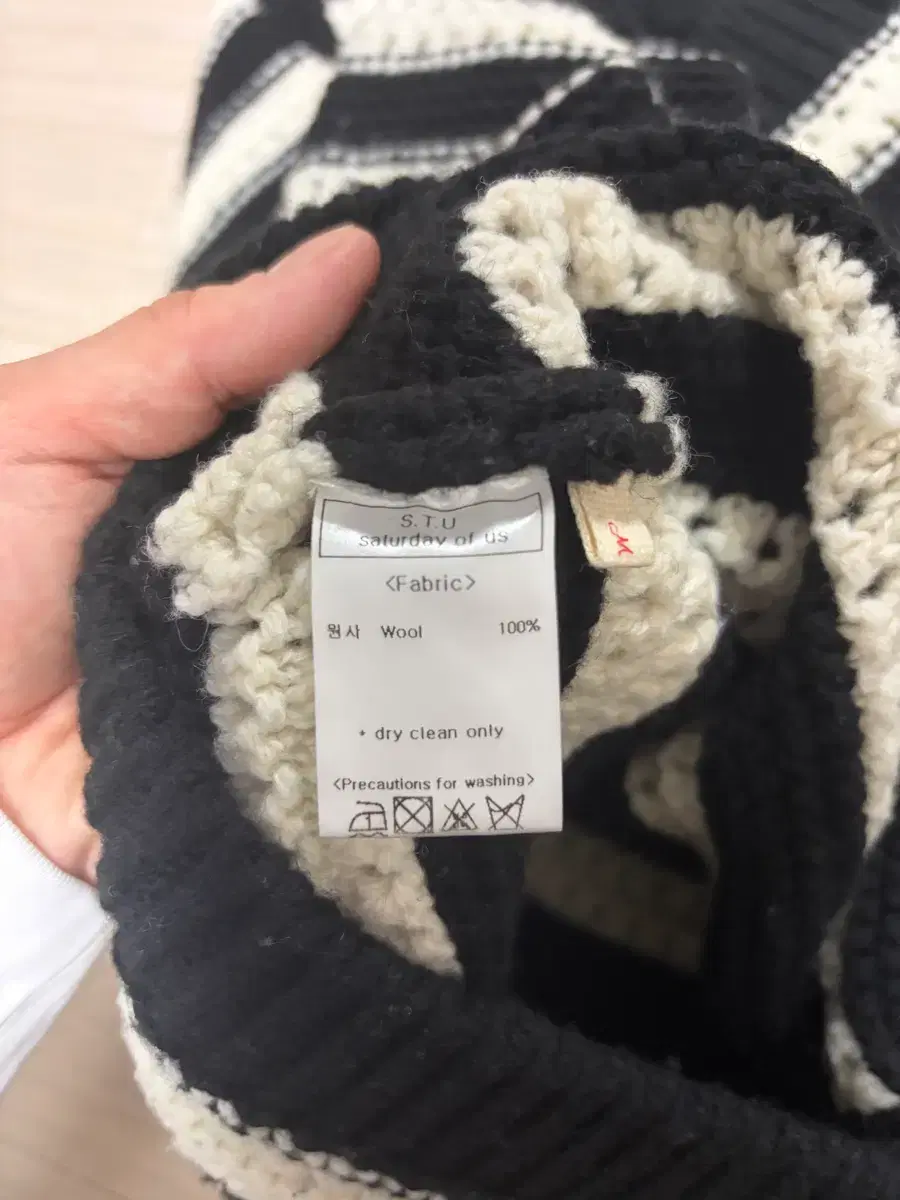 S.T.U
saturday of us
<Fabric>
원사 Wool 100%
* dry clean only
<Precautions for washing>
M